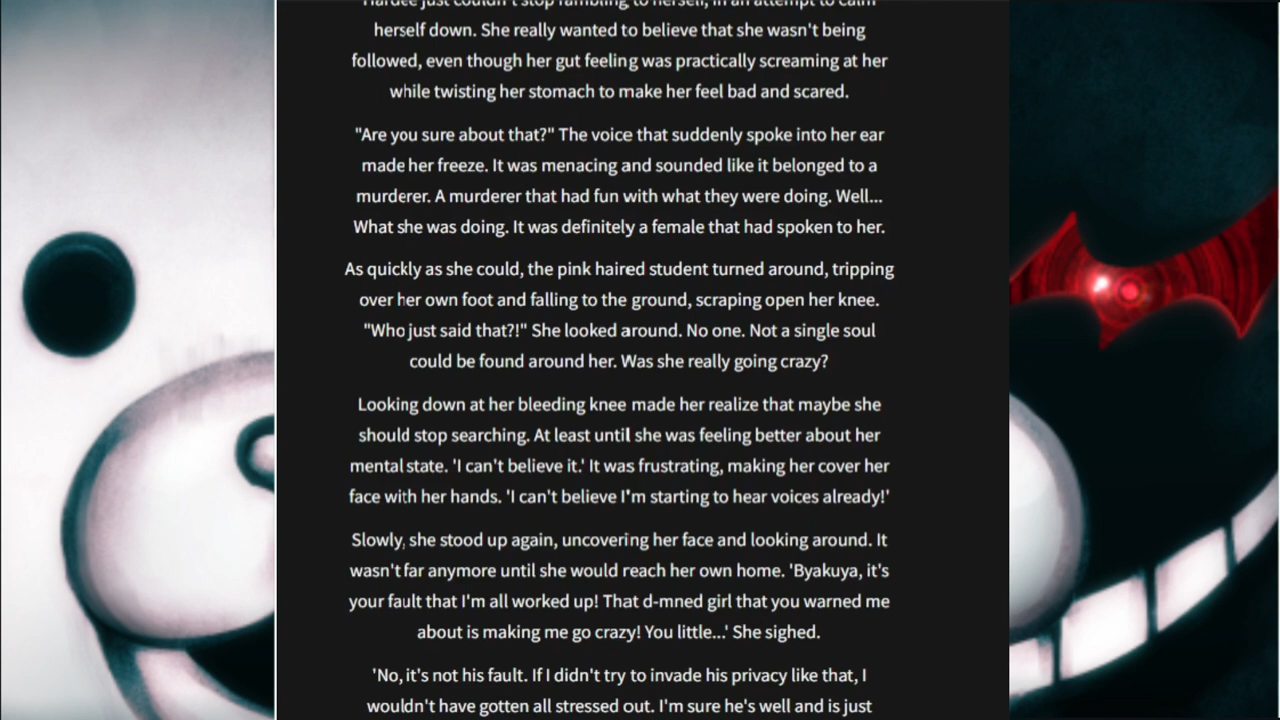 Hardee just couldn't stop rambling to herself, in an attempt to calm
herself down. She really wanted to believe that she wasn't being
followed, even though her gut feeling was practically screaming at her
while twisting her stomach to make her feel bad and scared.
"Are you sure about that?" The voice that suddenly spoke into her ear
made her freeze. It was menacing and sounded like it belonged to a
murderer. A murderer that had fun with what they were doing. Well...
What she was doing. It was definitely a female that had spoken to her.
As quickly as she could, the pink haired student turned around, tripping
over her own foot and falling to the ground, scraping open her knee.
"Who just said that?!" She looked around. No one. Not a single soul
could be found around her. Was she really going crazy?
Looking down at her bleeding knee made her realize that maybe she
should stop searching. At least until she was feeling better about her
mental state. 'I can't believe it.' It was frustrating, making her cover her
face with her hands. 'I can't believe I'm starting to hear voices already!'
Slowly, she stood up again, uncovering her face and looking around. It
wasn't far anymore until she would reach her own home. 'Byakuya, it's
your fault that I'm all worked up! That d-mned girl that you warned me
about is making me go crazy! You little...' She sighed.
'No, it's not his fault. If I didn't try to invade his privacy like that, I
wouldn't have gotten all stressed out. I'm sure he's well and is just